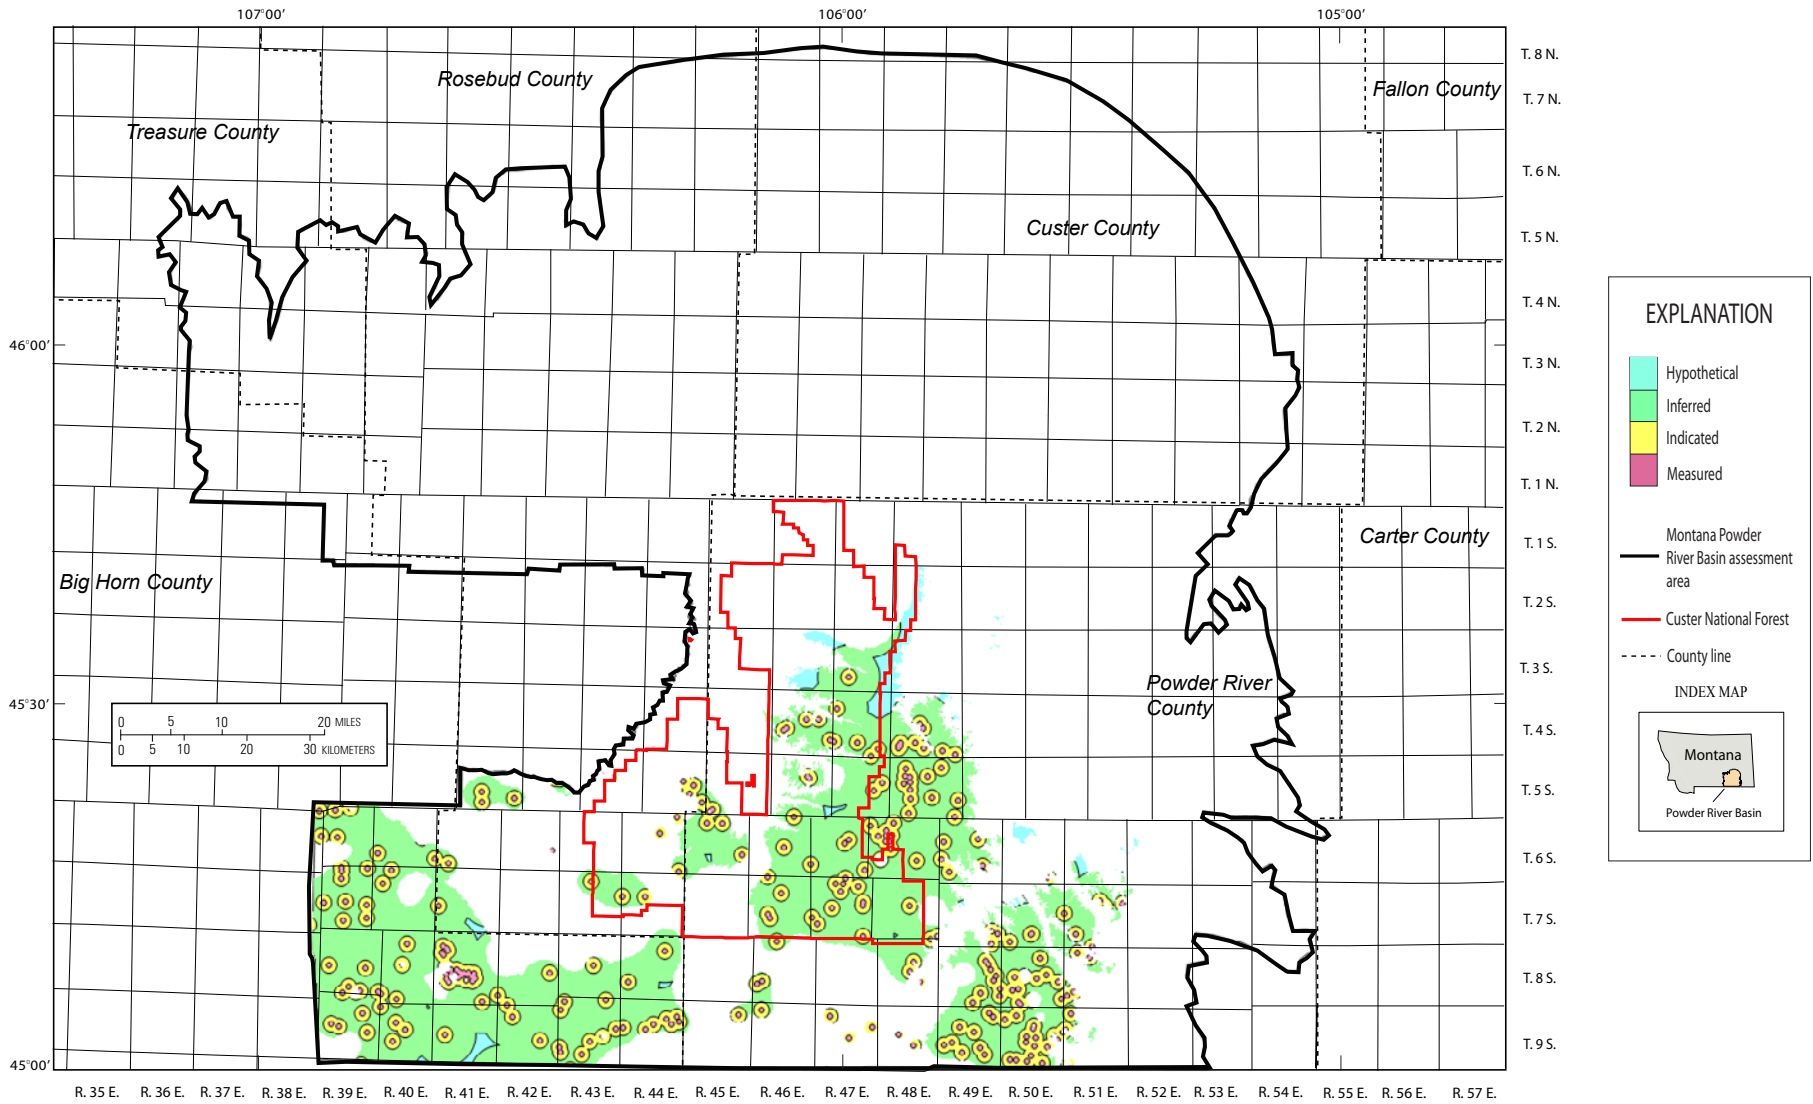 107°00'
106°00'
105°00'
Rosebud County
Treasure County
Fallon County
Custer County
Big Horn County
Carter County
Powder River
County
46°00'
45°30'
45°00'
T. 8 N.
T. 7 N.
T. 6 N.
T. 5 N.
T. 4 N.
T. 3 N.
T. 2 N.
T. 1 N.
T. 1 S.
T. 2 S.
T. 3 S.
T. 4 S.
T. 5 S.
T. 6 S.
T. 7 S.
T. 8 S.
T. 9 S.
0 5 10 20 MILES
0 5 10 20 30 KILOMETERS
R. 35 E. R. 36 E. R. 37 E. R. 38 E. R. 39 E. R. 40 E. R. 41 E. R. 42 E. R. 43 E. R. 44 E. R. 45 E. R. 46 E. R. 47 E. R. 48 E. R. 49 E. R. 50 E. R. 51 E. R. 52 E. R. 53 E. R. 54 E. R. 55 E. R. 56 E. R. 57 E.
EXPLANATION
Hypothetical
Inferred
Indicated
Measured
Montana Powder
River Basin assessment
area
Custer National Forest
County line
INDEX MAP
Montana
Powder River Basin